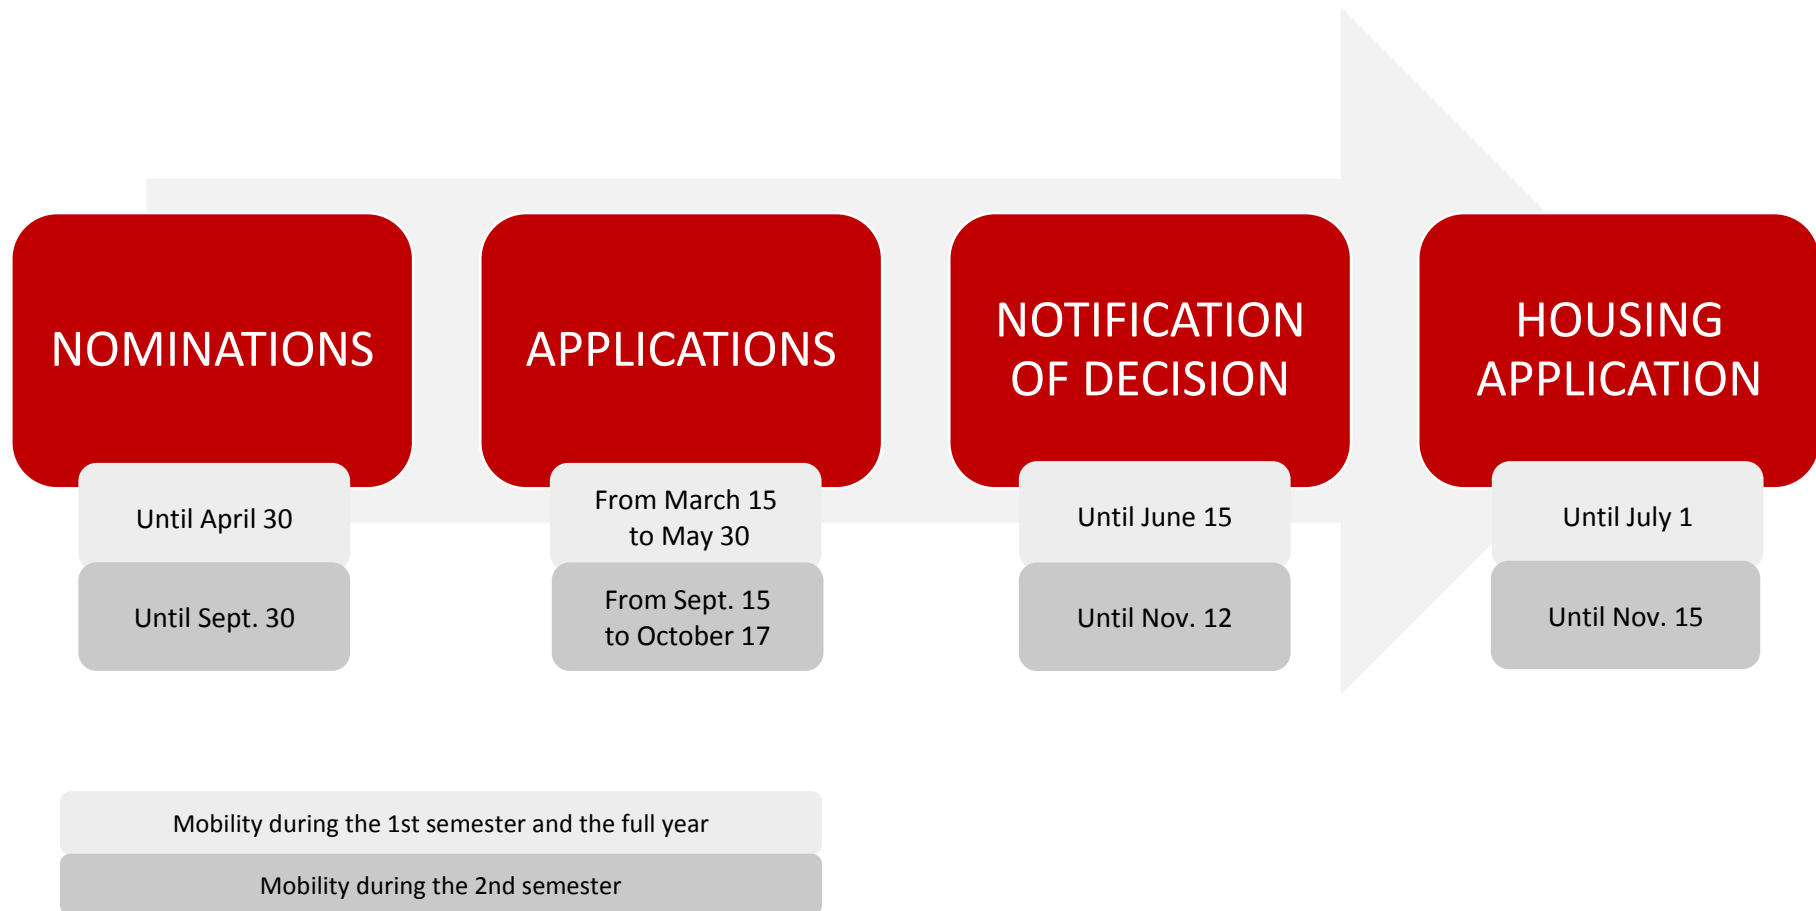 NOMINATIONS
APPLICATIONS
NOTIFICATION
OF DECISION
HOUSING
APPLICATION
Until April 30
From March 15
to May 30
Until June 15
Until July 1
Until Sept. 30
From Sept. 15
to October 17
Until Nov. 12
Until Nov. 15
Mobility during the 1st semester and the full year
Mobility during the 2nd semester